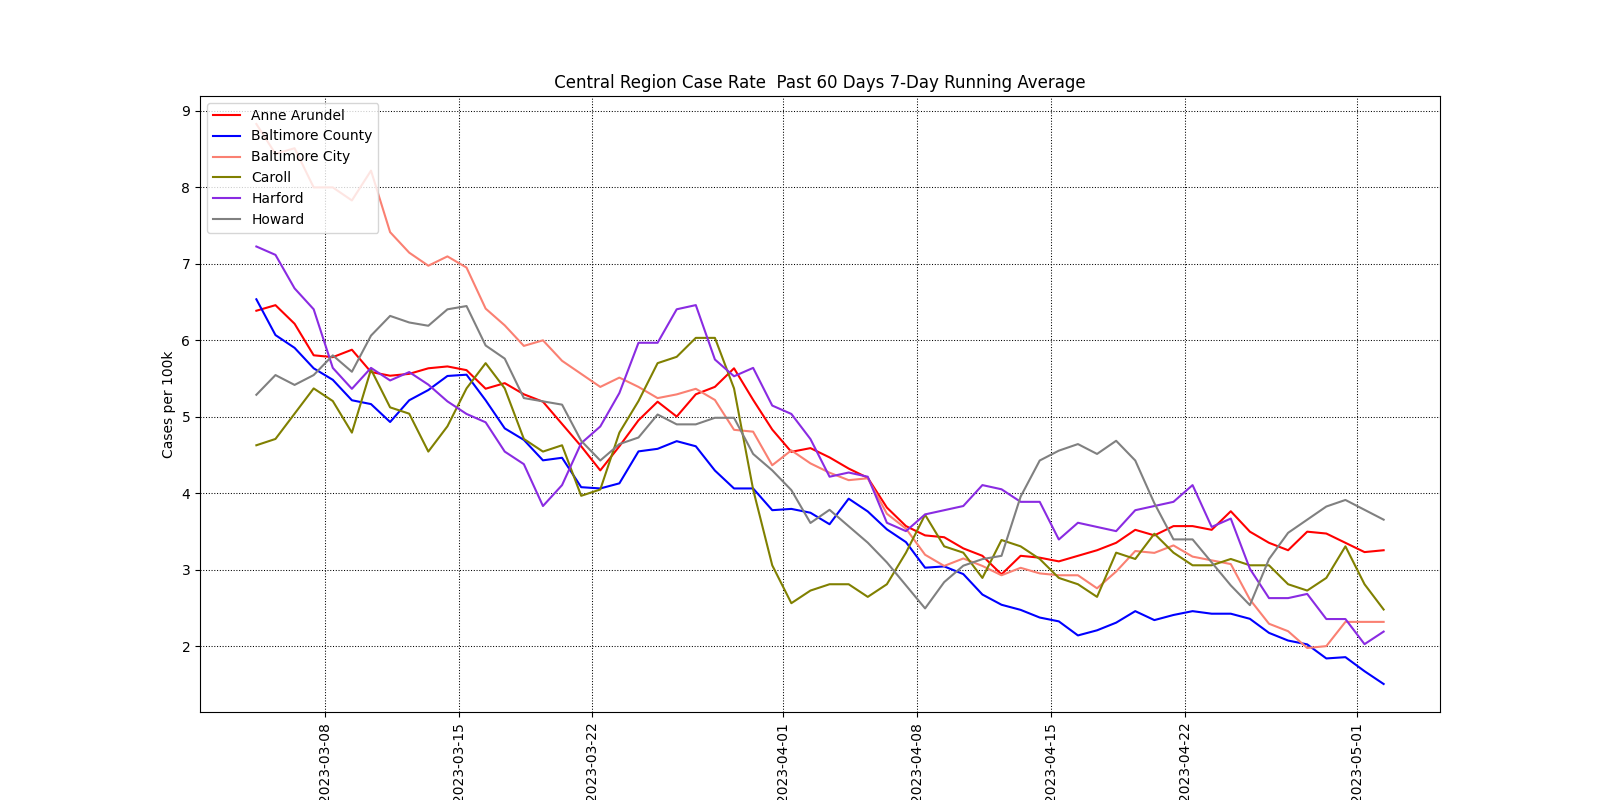 Central Region Case Rate  Past 60 Days 7-Day Running Average
9
8
7
6
5
4
3
2
Cases per 100k
Anne Arundel
Baltimore County
Baltimore City
Caroll
Harford
Howard
2023-03-08
2023-03-15
2023-03-22
2023-04-01
2023-04-08
2023-04-15
2023-04-22
2023-05-01